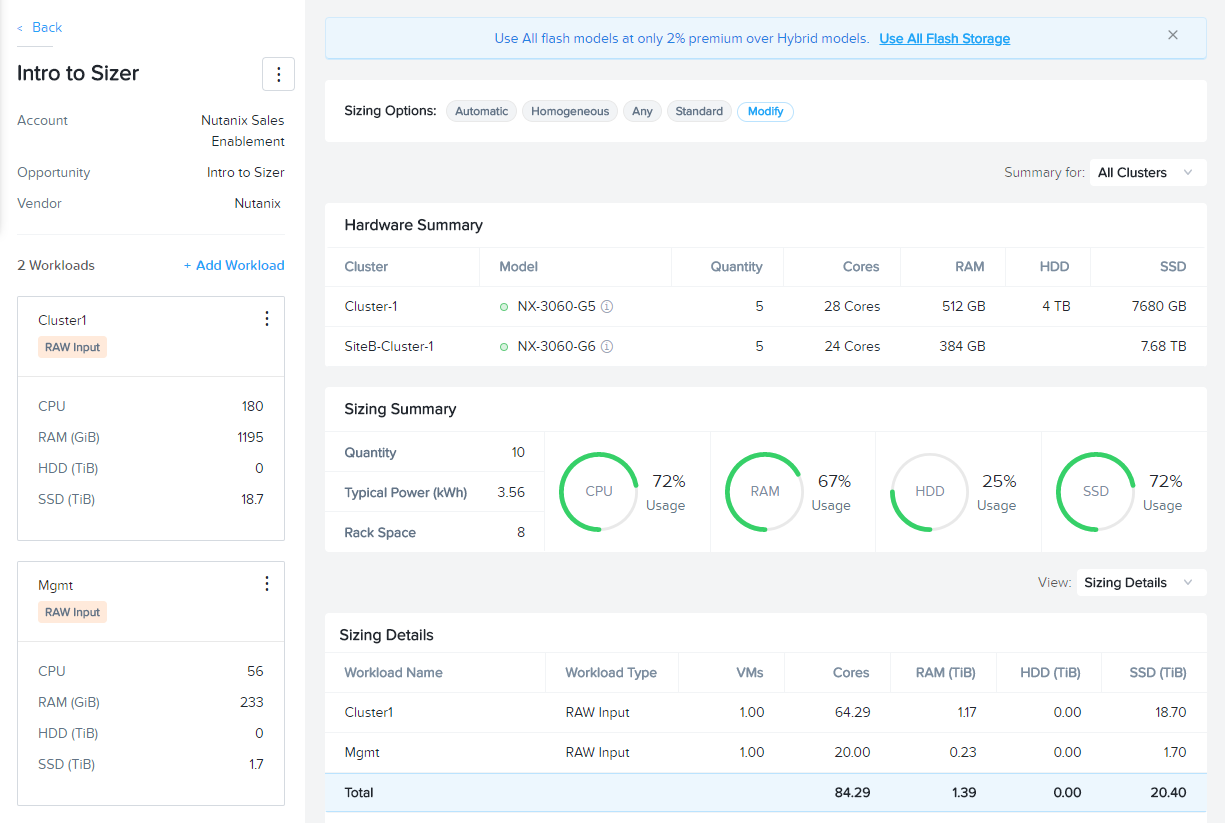 < Back
Intro to Sizer
Account Nutanix Sales
Enablement
Opportunity Intro to Sizer
Vendor Nutanix
2 Workloads + Add Workload
Cluster1
RAW Input
CPU 180
RAM (GiB) 1195
HDD (TiB) 0
SSD (TiB) 18.7
Mgmt
RAW Input
CPU 56
RAM (GiB) 233
HDD (TiB) 0
SSD (TiB) 1.7
Use All flash models at only 2% premium over Hybrid models. Use All Flash Storage
Sizing Options: Automatic Homogeneous Any Standard Modify
Summary for: All Clusters
Hardware Summary
Cluster Model Quantity Cores RAM HDD SSD
Cluster-1 NX-3060-G5 5 28 Cores 512 GB 4 TB 7680 GB
SiteB-Cluster-1 NX-3060-G6 5 24 Cores 384 GB 7.68 TB
Sizing Summary
Quantity 10
Typical Power (kWh) 3.56
Rack Space 8
CPU 72% Usage
RAM 67% Usage
HDD 25% Usage
SSD 72% Usage
View: Sizing Details
Sizing Details
Workload Name Workload Type VMs Cores RAM (TiB) HDD (TiB) SSD (TiB)
Cluster1 RAW Input 1.00 64.29 1.17 0.00 18.70
Mgmt RAW Input 1.00 20.00 0.23 0.00 1.70
Total 84.29 1.39 0.00 20.40